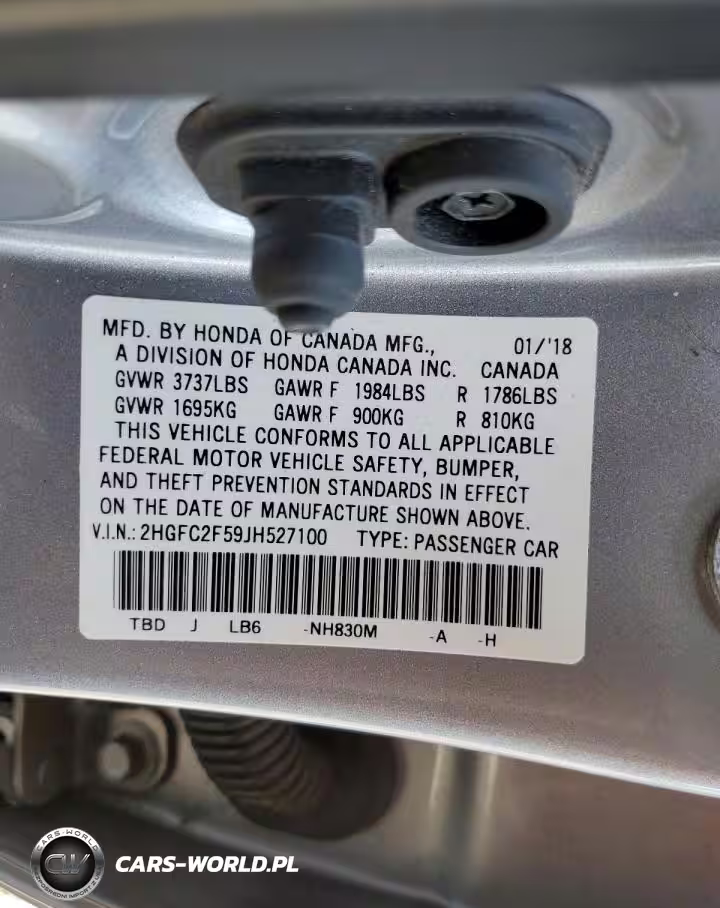 MFD. BY HONDA OF CANADA MFG., 01/'18
A DIVISION OF HONDA CANADA INC. CANADA
GVWR 3737LBS GAWR F 1984LBS R 1786LBS
GVWR 1695KG GAWR F 900KG R 810KG
THIS VEHICLE CONFORMS TO ALL APPLICABLE
FEDERAL MOTOR VEHICLE SAFETY, BUMPER,
AND THEFT PREVENTION STANDARDS IN EFFECT
ON THE DATE OF MANUFACTURE SHOWN ABOVE.
V.I.N.: 2HGFC2F59JH527100 TYPE: PASSENGER CAR
TBD J LB6 -NH830M -A -H
CARS-WORLD
CW
CARS-WORLD.PL